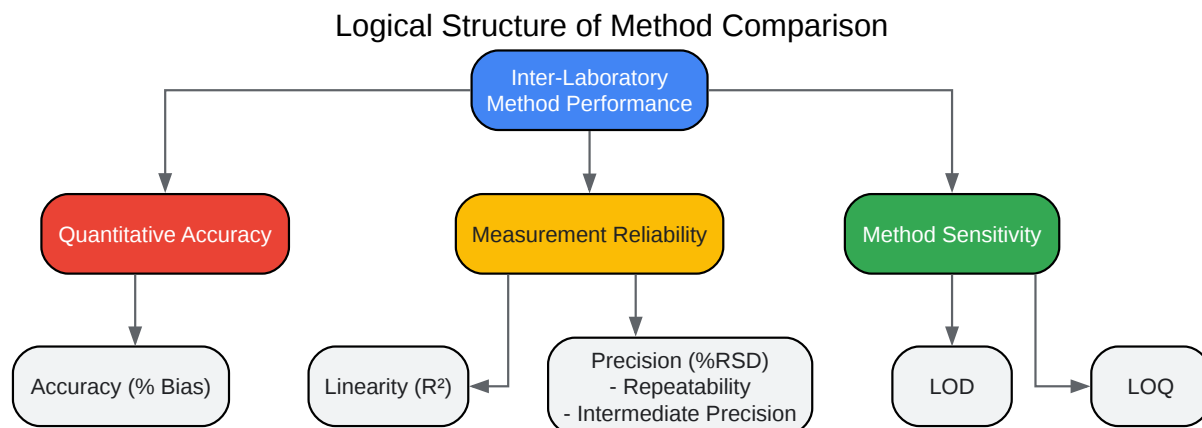 Logical Structure of Method Comparison
Inter-Laboratory
Method Performance
Quantitative Accuracy
Measurement Reliability
Method Sensitivity
Accuracy (% Bias)
Linearity (R²)
Precision (%RSD)
- Repeatability
- Intermediate Precision
LOD
LOQ